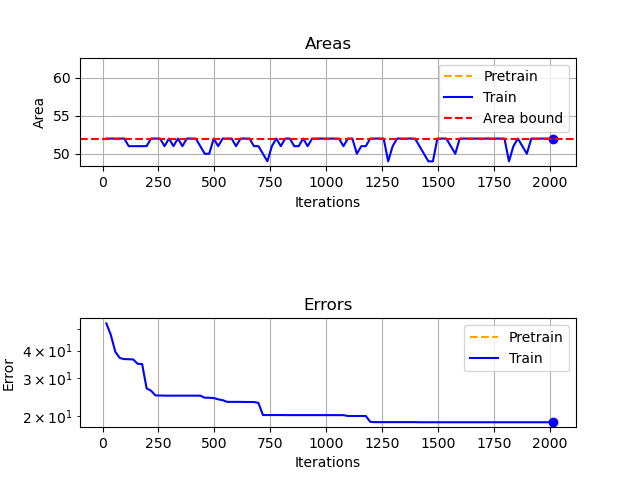 Areas
Pretrain
Train
Area bound
60
55
50
Area
0 250 500 750 1000 1250 1500 1750 2000
Iterations
Errors
Pretrain
Train
4 × 10¹
3 × 10¹
2 × 10¹
Error
0 250 500 750 1000 1250 1500 1750 2000
Iterations